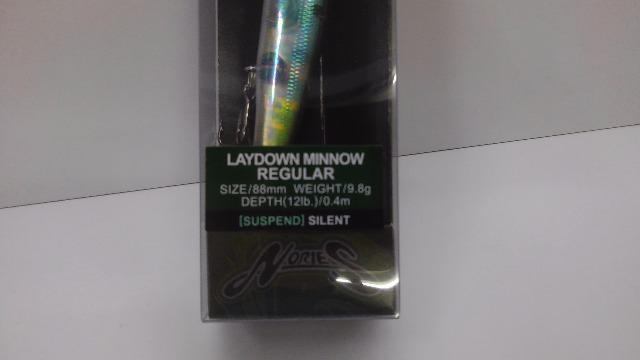 LAYDOWN MINNOW
REGULAR
SIZE/88mm WEIGHT/9.8g
DEPTH(12lb.)/0.4m
[SUSPEND] SILENT
NORIES